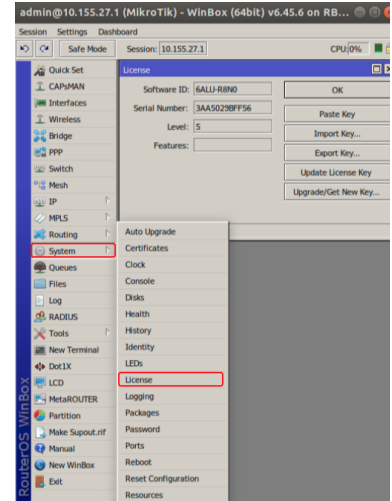 admin@10.155.27.1 (MikroTik) - WinBox (64bit) v6.45.6 on RB...
Session Settings Dashboard
Safe Mode Session: 10.155.27.1 CPU: 0%
License
Software ID: 6ALU-R8N0
Serial Number: 3AA5029BFF56
Level: 5
Features:
OK
Paste Key
Import Key...
Export Key...
Update License Key
Upgrade/Get New Key...
Quick Set
CAPsMAN
Interfaces
Wireless
Bridge
PPP
Switch
Mesh
IP
MPLS
Routing
System
Queues
Files
Log
RADIUS
Tools
New Terminal
Dot1X
LCD
MetaROUTER
Partition
Make Supout.rif
Manual
New WinBox
Exit
Auto Upgrade
Certificates
Clock
Console
Disks
Health
History
Identity
LEDs
License
Logging
Packages
Password
Ports
Reboot
Reset Configuration
Resources
RouterOS WinBox